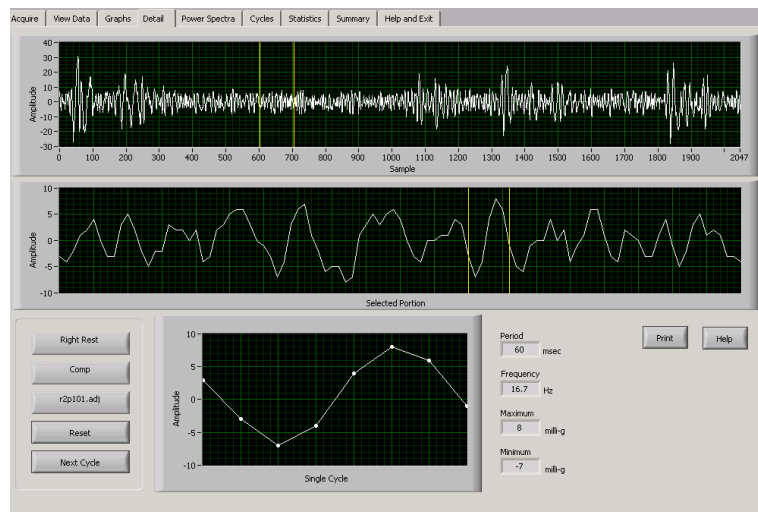 Acquire View Data Graphs Detail Power Spectra Cycles Statistics Summary Help and Exit
Amplitude
40
30
20
10
0
-10
-20
-30
0 100 200 300 400 500 600 700 800 900 1000 1100 1200 1300 1400 1500 1600 1700 1800 1900 2047
Sample
Amplitude
10
5
0
-5
-10
Selected Portion
Right Rest
Comp
r2p101.adj
Reset
Next Cycle
Amplitude
10
5
0
-5
-10
Single Cycle
Period
60 msec
Frequency
16.7 Hz
Maximum
8 milli-g
Minimum
-7 milli-g
Print Help